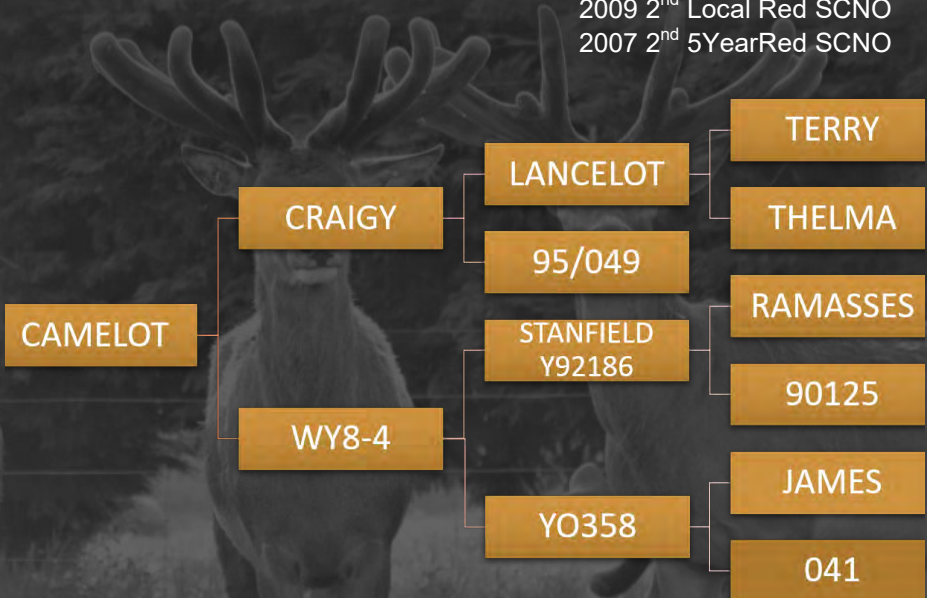 2009 2nd Local Red SCNO
2007 2nd 5YearRed SCNO
TERRY
LANCELOT
THELMA
CRAIGY
95/049
RAMASSES
CAMELOT
STANFIELD
Y92186
90125
WY8-4
JAMES
YO358
041